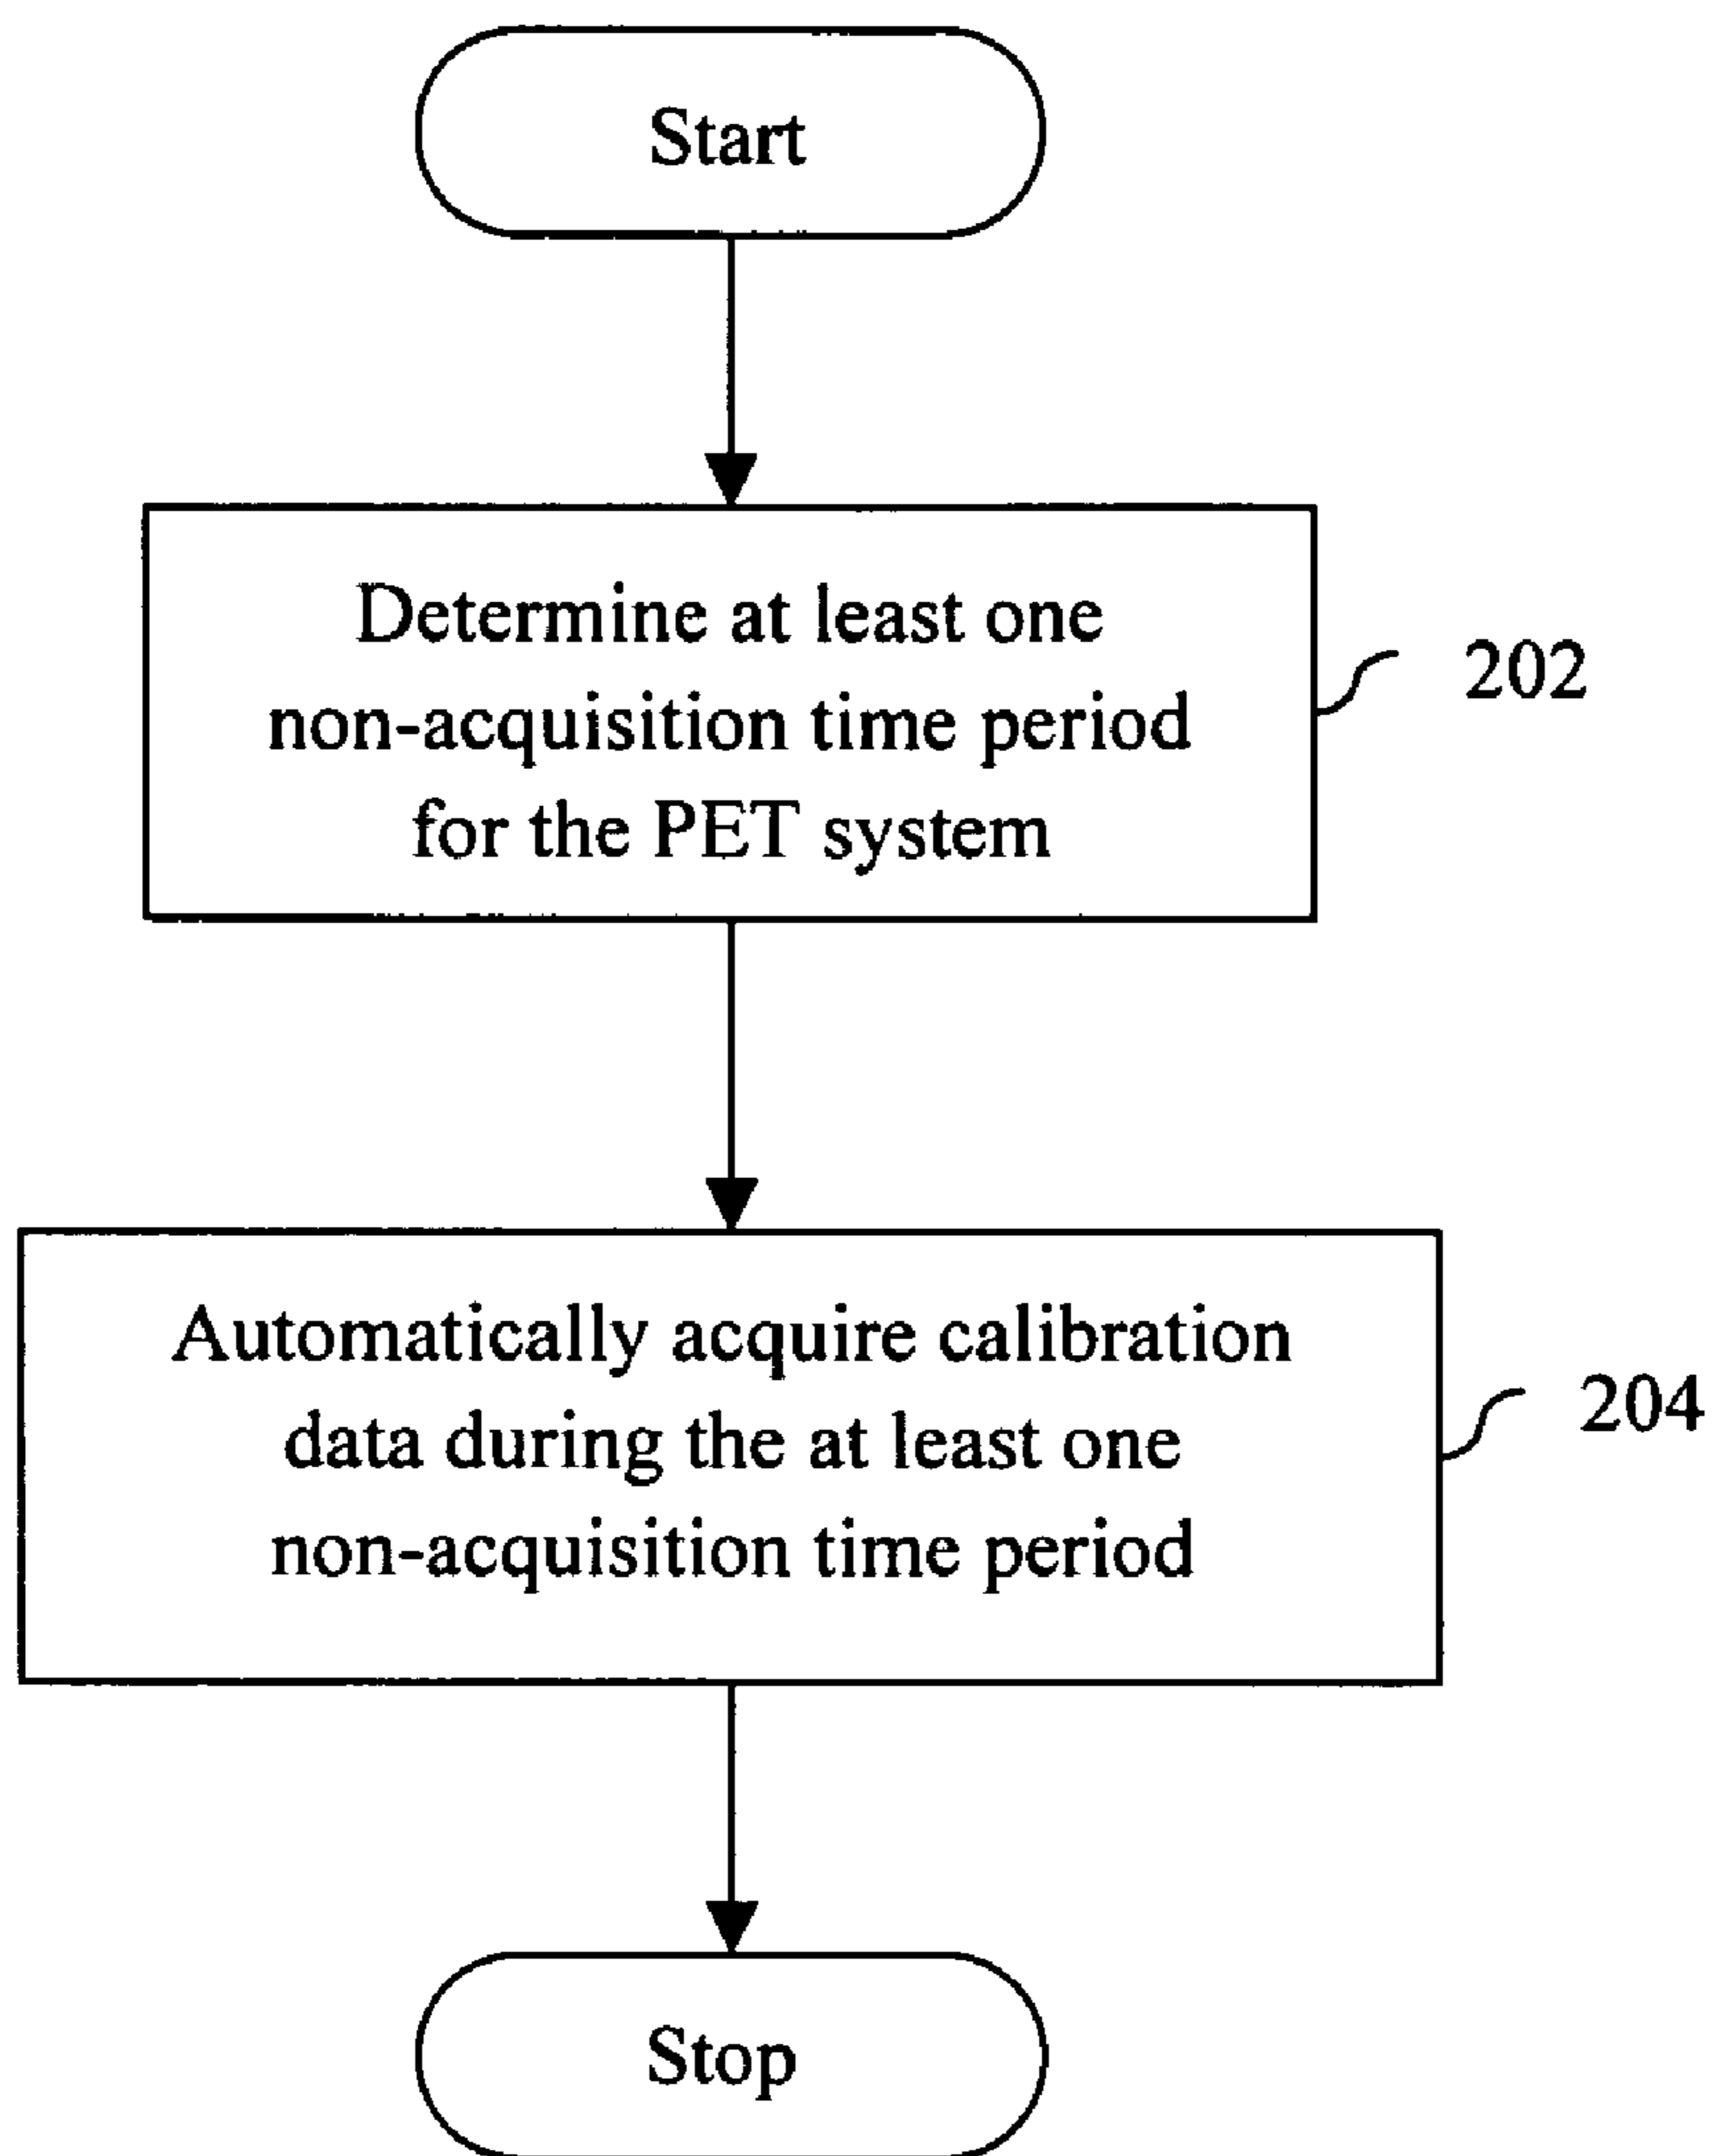 Start
Determine at least one
non-acquisition time period
for the PET system
202
Automatically acquire calibration
data during the at least one
non-acquisition time period
204
Stop